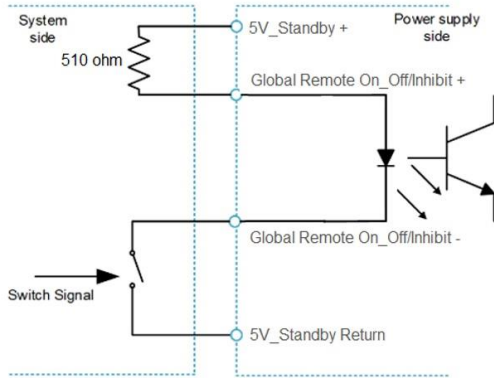 System
side
Power supply
side
5V_Standby +
510 ohm
Global Remote On_Off/Inhibit +
Global Remote On_Off/Inhibit -
Switch Signal
5V_Standby Return